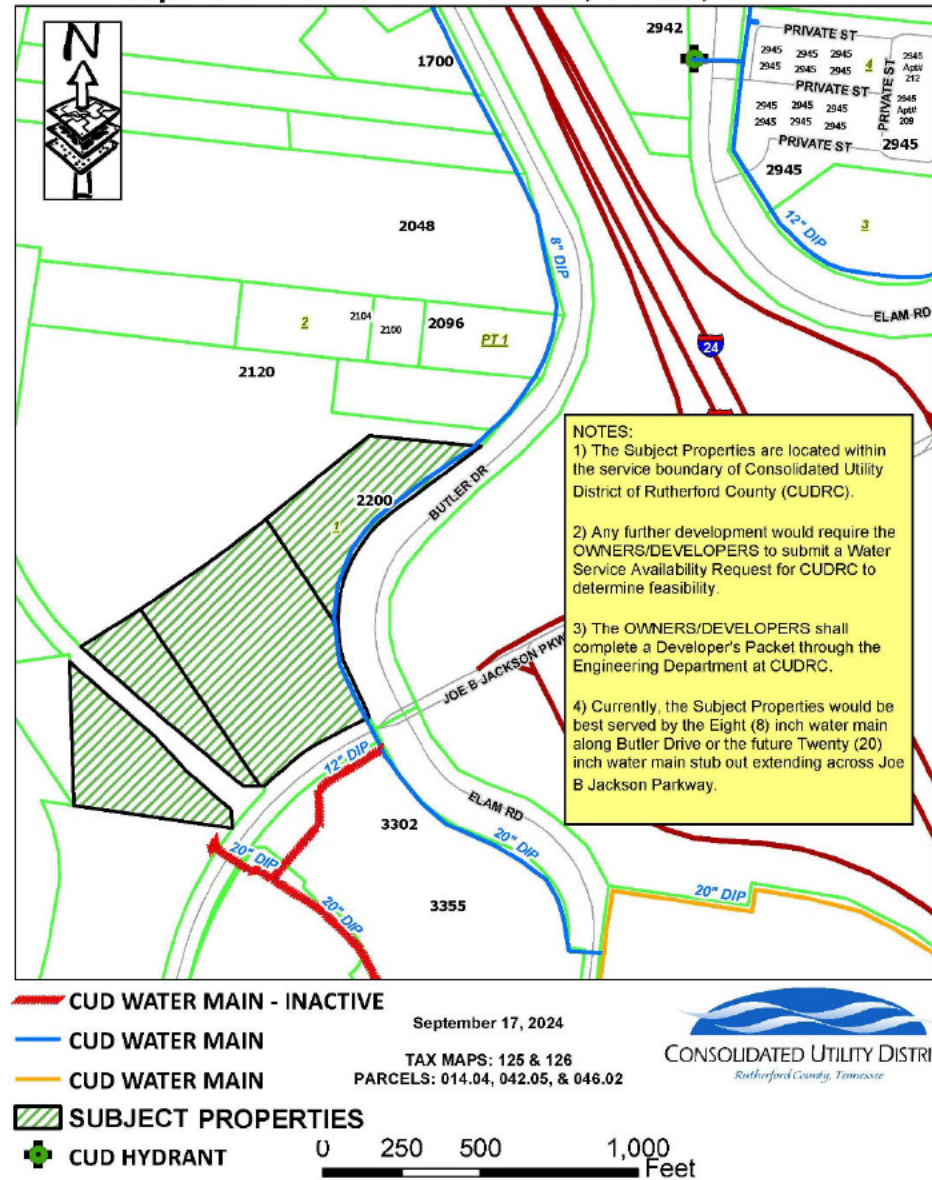 N
1700
2942
PRIVATE ST
2945 2945 2945
2945 2945 2945
4
2945
Apt#
212
PRIVATE ST
PRIVATE ST
2945 2945 2945
2945 2945 2945
2945
Apt#
209
PRIVATE ST
2945
2945
2048
8" DIP
12" DIP
3
ELAM RD
2
2104
2100
2096
PT 1
24
2120
2200
1
BUTLER DR
JOE B JACKSON PKW
NOTES:
1) The Subject Properties are located within
the service boundary of Consolidated Utility
District of Rutherford County (CUDRC).
2) Any further development would require the
OWNERS/DEVELOPERS to submit a Water
Service Availability Request for CUDRC to
determine feasibility.
3) The OWNERS/DEVELOPERS shall
complete a Developer's Packet through the
Engineering Department at CUDRC.
4) Currently, the Subject Properties would be
best served by the Eight (8) inch water main
along Butler Drive or the future Twenty (20)
inch water main stub out extending across Joe
B Jackson Parkway.
12" DIP
ELAM RD
3302
20" DIP
20" DIP
20" DIP
3355
20" DIP
CUD WATER MAIN - INACTIVE
CUD WATER MAIN
CUD WATER MAIN
SUBJECT PROPERTIES
CUD HYDRANT
September 17, 2024
TAX MAPS: 125 & 126
PARCELS: 014.04, 042.05, & 046.02
CONSOLIDATED UTILITY DISTRI
Rutherford County, Tennessee
0 250 500 1,000
Feet